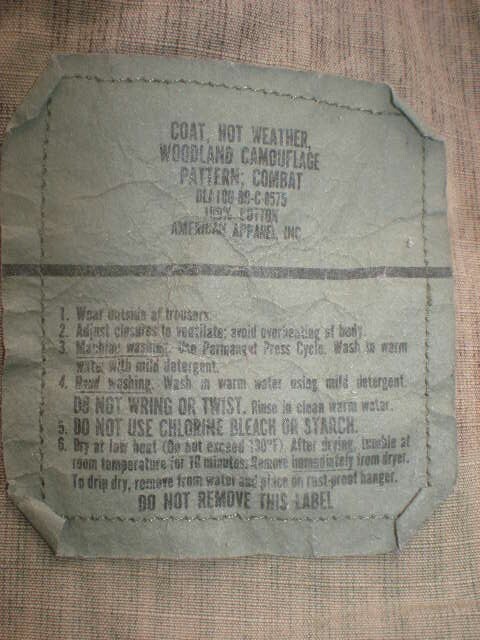 COAT, HOT WEATHER,
WOODLAND CAMOUFLAGE
PATTERN: COMBAT
DLA100-89-C-0575
100% COTTON
AMERICAN APPAREL, INC
1. Wear outside of trousers.
2. Adjust closures to ventilate; avoid overheating of body.
3. Machine washing. Use Permanent Press Cycle. Wash in warm
water with mild detergent.
4. Hand washing. Wash in warm water using mild detergent.
DO NOT WRING OR TWIST. Rinse in clean warm water.
5. DO NOT USE CHLORINE BLEACH OR STARCH.
6. Dry at low heat (Do not exceed 130°F). After drying, tumble at
room temperature for 10 minutes. Remove immediately from dryer.
To drip dry, remove from water and place on rust-proof hanger.
DO NOT REMOVE THIS LABEL